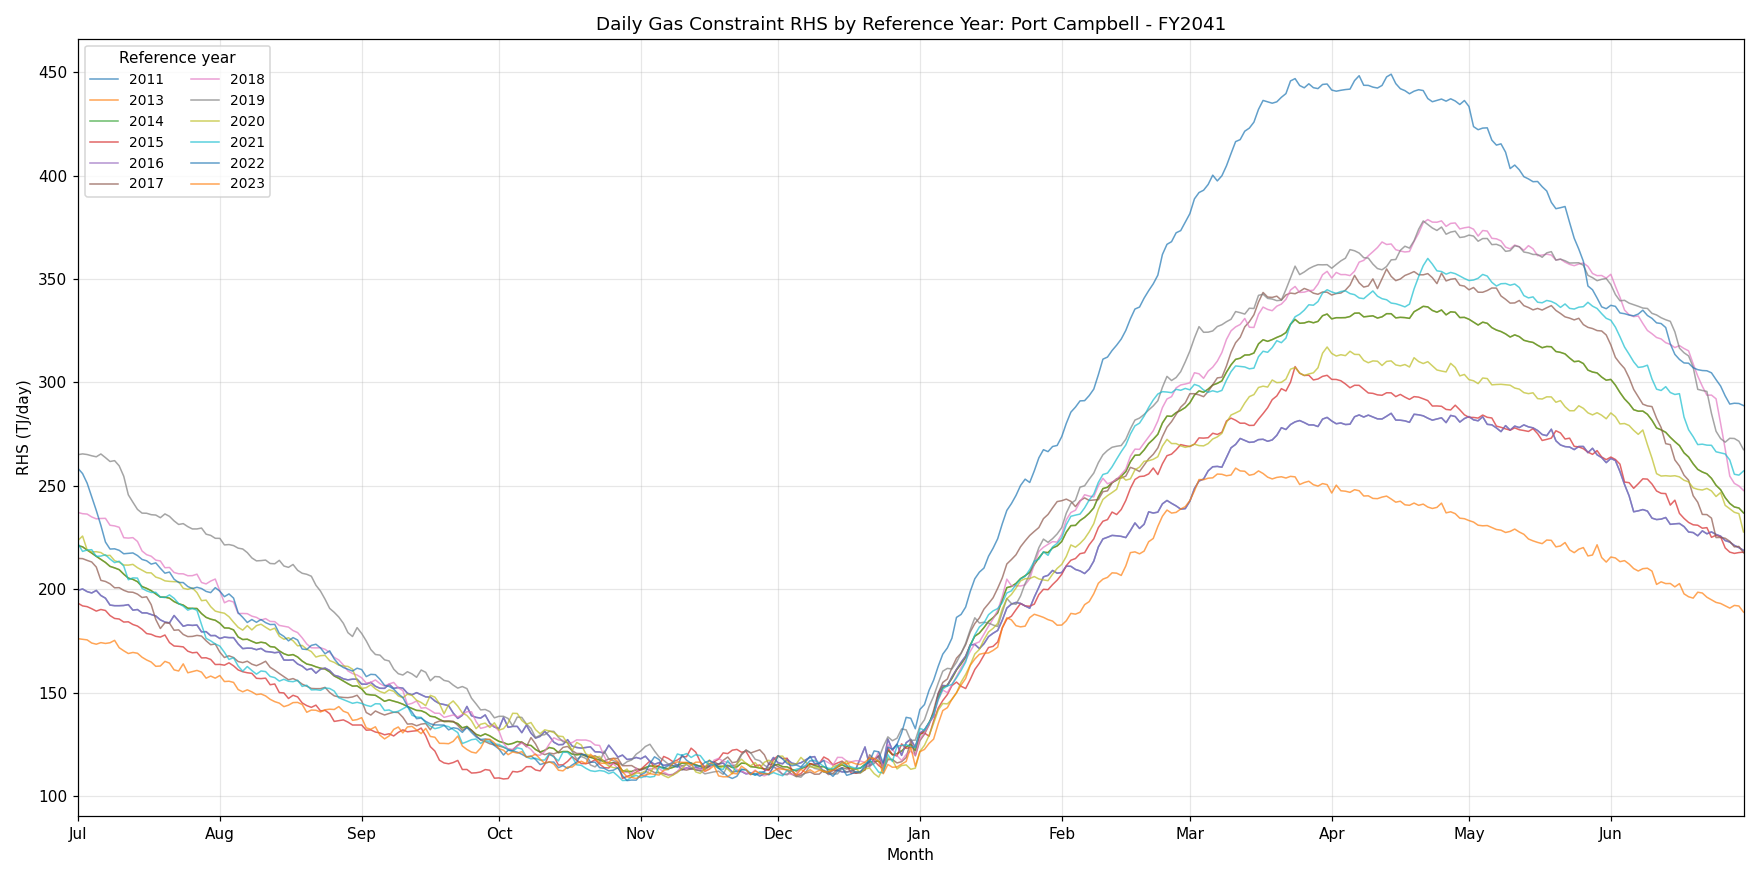 Daily Gas Constraint RHS by Reference Year: Port Campbell - FY2041
Reference year
2011 2018
2013 2019
2014 2020
2015 2021
2016 2022
2017 2023
450
400
350
300
250
200
150
100
RHS (TJ/day)
Jul Aug Sep Oct Nov Dec Jan Feb Mar Apr May Jun
Month